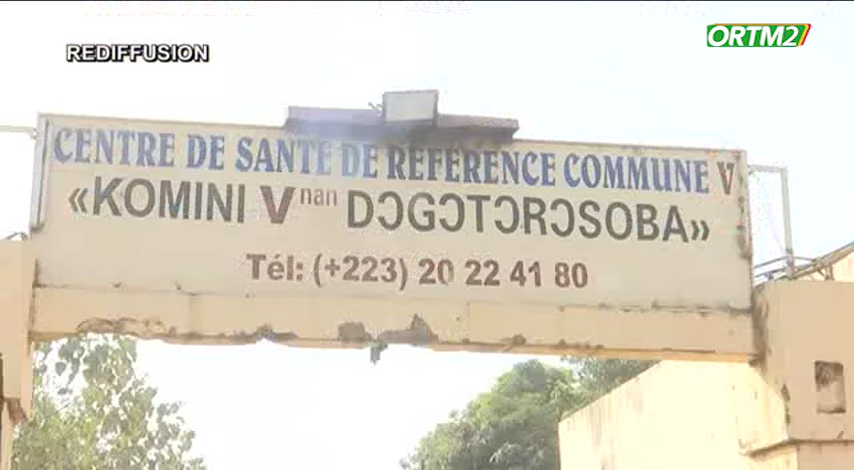 ORTM2
REDIFFUSION
CENTRE DE SANTE DE REFERENCE COMMUNE V
«KOMINI Vnan DƆGƆTƆRƆSOBA»
Tél: (+223) 20 22 41 80